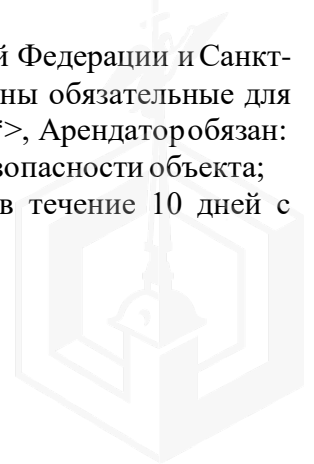 й Федерации и Санкт-
ны обязательные для
*>, Арендатор обязан:
зопасности объекта;
в течение 10 дней с